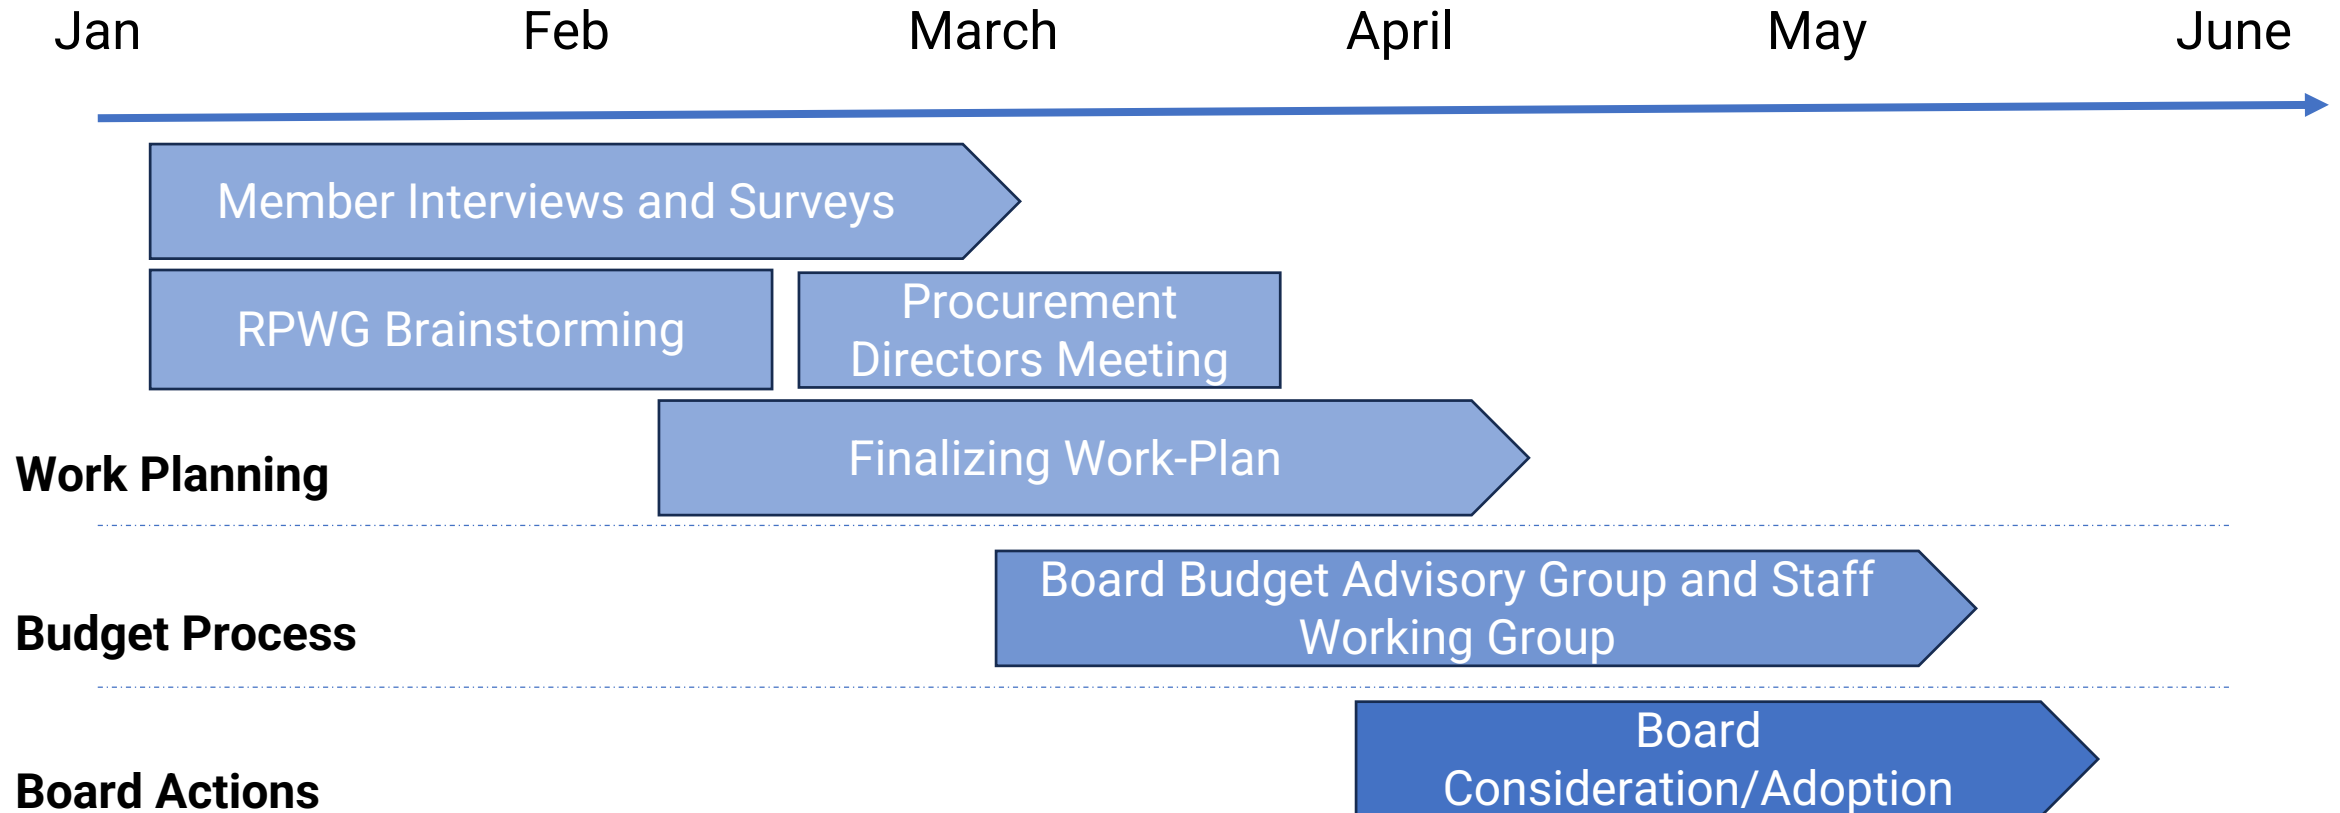 Jan Feb March April May June
Member Interviews and Surveys
RPWG Brainstorming
Procurement
Directors Meeting
Finalizing Work-Plan
Work Planning
Board Budget Advisory Group and Staff
Working Group
Budget Process
Board
Consideration/Adoption
Board Actions